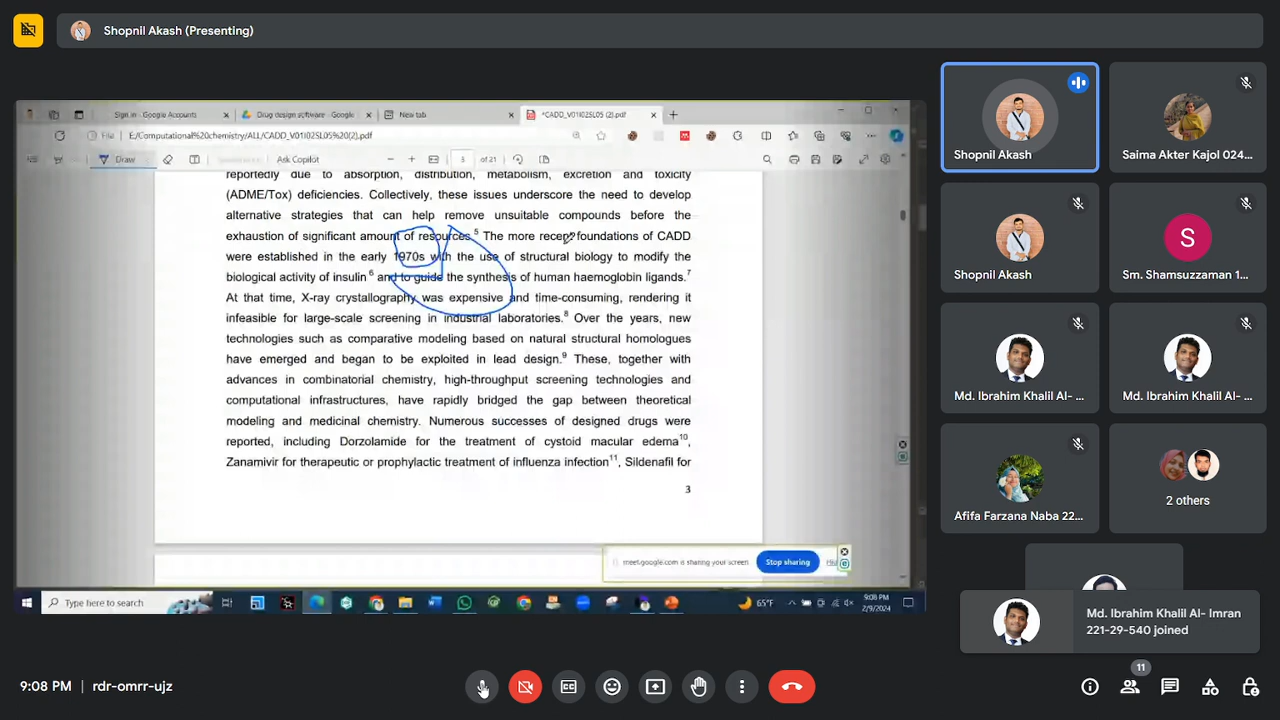 Shopnil Akash (Presenting)
Sign in - Google Accounts
Drug design software - Google
New tab
*CADD_V01I02SL05 (2).pdf
File
E:/Computational%20chemistry/ALL/CADD_V01I02SL05%20(2).pdf
Draw
Ask Copilot
of 21
reportedly due to absorption, distribution, metabolism, excretion and toxicity
(ADME/Tox) deficiencies. Collectively, these issues underscore the need to develop
alternative strategies that can help remove unsuitable compounds before the
exhaustion of significant amount of resources.5 The more recent foundations of CADD
were established in the early 1970s with the use of structural biology to modify the
biological activity of insulin 6 and to guide the synthesis of human haemoglobin ligands.7
At that time, X-ray crystallography was expensive and time-consuming, rendering it
infeasible for large-scale screening in industrial laboratories.8 Over the years, new
technologies such as comparative modeling based on natural structural homologues
have emerged and began to be exploited in lead design.9 These, together with
advances in combinatorial chemistry, high-throughput screening technologies and
computational infrastructures, have rapidly bridged the gap between theoretical
modeling and medicinal chemistry. Numerous successes of designed drugs were
reported, including Dorzolamide for the treatment of cystoid macular edema10,
Zanamivir for therapeutic or prophylactic treatment of influenza infection11, Sildenafil for
3
meet.google.com is sharing your screen
Stop sharing
Type here to search
65°F
9:08 PM
2/9/2024
Shopnil Akash
Saima Akter Kajol 024...
Shopnil Akash
S
Sm. Shamsuzzaman 1...
Md. Ibrahim Khalil Al- ...
Md. Ibrahim Khalil Al- ...
Afifa Farzana Naba 22...
2 others
Md. Ibrahim Khalil Al- Imran
221-29-540 joined
9:08 PM | rdr-omrr-ujz
11